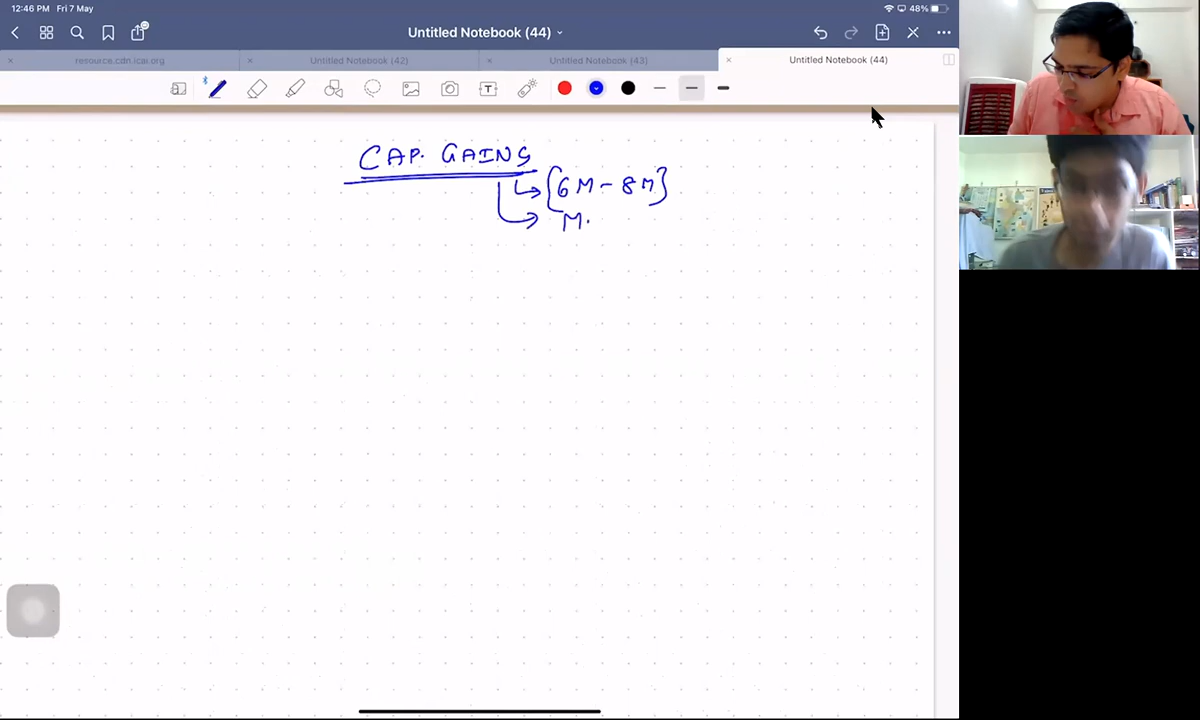 12:46 PM Fri 7 May
48%
Untitled Notebook (44)
resource.cdn.icai.org
Untitled Notebook (42)
Untitled Notebook (43)
Untitled Notebook (44)
T
CAP. GAINS
[6M - 8M]
M.